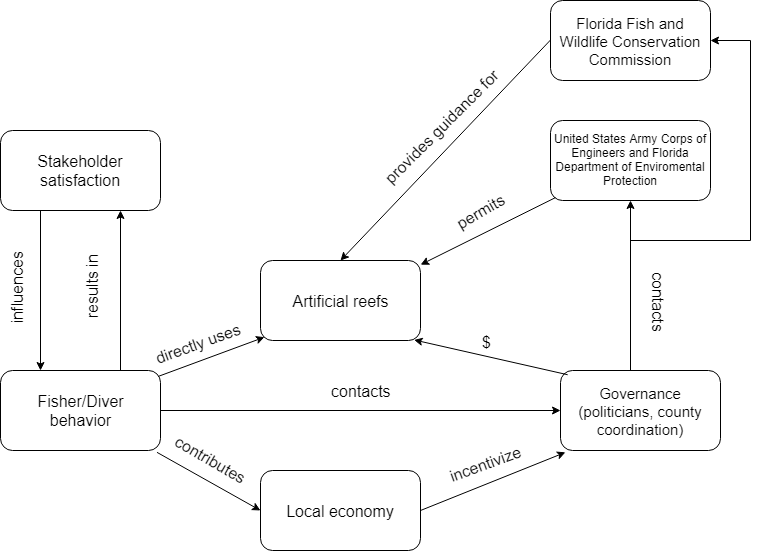 Florida Fish and
Wildlife Conservation
Commission
provides guidance for
United States Army Corps of
Engineers and Florida
Department of Enviromental
Protection
Stakeholder
satisfaction
permits
influences
results in
Artificial reefs
contacts
directly uses
$
Fisher/Diver
behavior
contacts
Governance
(politicians, county
coordination)
contributes
incentivize
Local economy